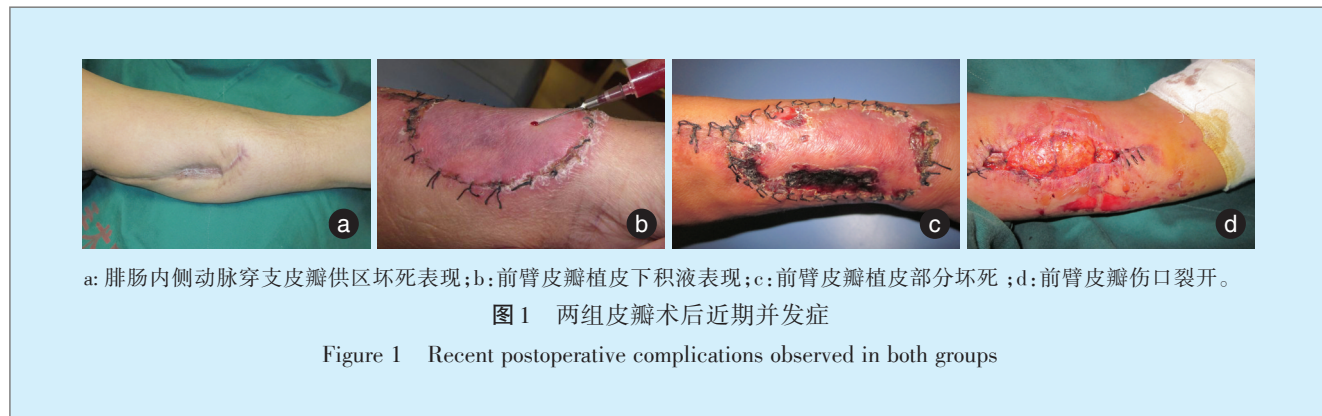 a
b
c
d
a: 腓肠内侧动脉穿支皮瓣供区坏死表现;b:前臂皮瓣植皮下积液表现;c:前臂皮瓣植皮部分坏死 ;d:前臂皮瓣伤口裂开。
图1 两组皮瓣术后近期并发症
Figure 1 Recent postoperative complications observed in both groups